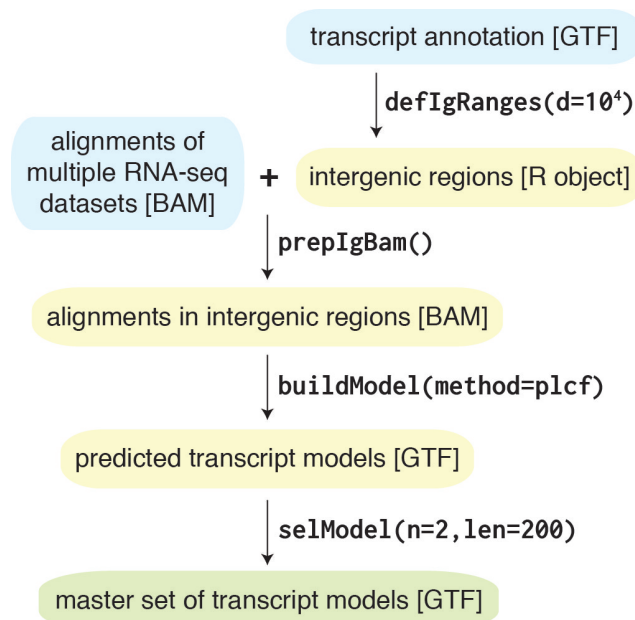 transcript annotation [GTF]
defIgRanges(d=10⁴)
alignments of
multiple RNA-seq
datasets [BAM]
+
intergenic regions [R object]
prepIgBam()
alignments in intergenic regions [BAM]
buildModel(method=plcf)
predicted transcript models [GTF]
selModel(n=2,len=200)
master set of transcript models [GTF]